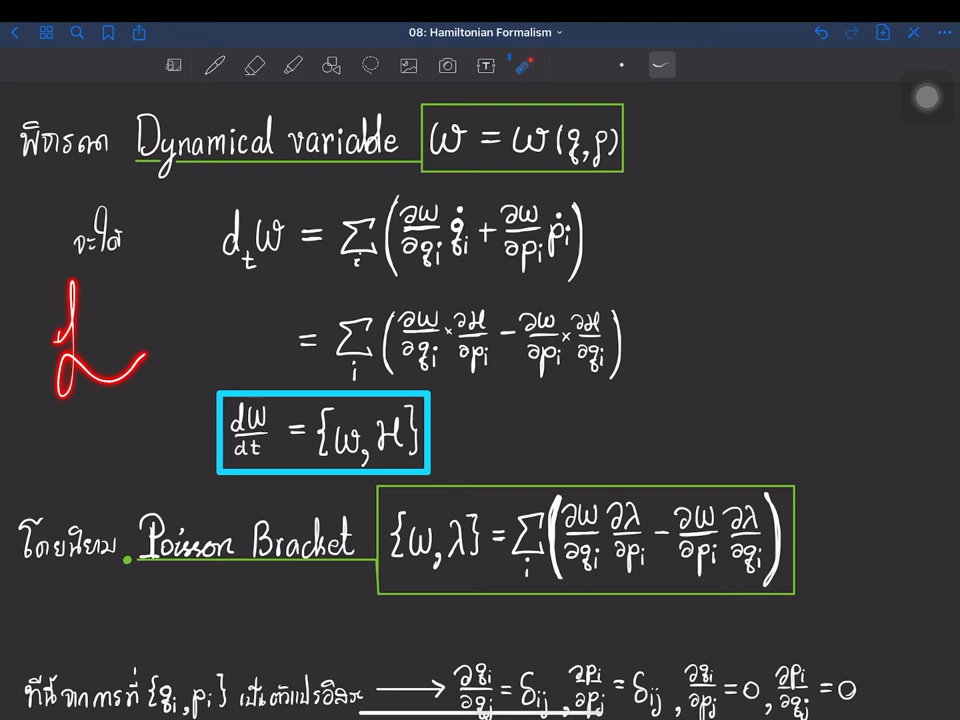 08: Hamiltonian Formalism
พิจารณา Dynamical variable ω = ω(q,p)
จะได้ d_t ω = Σ_i (∂ω/∂q_i q̇_i + ∂ω/∂p_i ṗ_i)
= Σ_i (∂ω/∂q_i × ∂H/∂p_i − ∂ω/∂p_i × ∂H/∂q_i)
ℒ
dω/dt = {ω, H}
โดยนิยาม Poisson Bracket {ω, λ} = Σ_i (∂ω/∂q_i ∂λ/∂p_i − ∂ω/∂p_i ∂λ/∂q_i)
ทีนี้จากการที่ {q_i, p_i} เป็นตัวแปรอิสระ ⟶ ∂q_i/∂q_j = δ_ij, ∂p_i/∂p_j = δ_ij, ∂q_i/∂p_j = 0, ∂p_i/∂q_j = 0